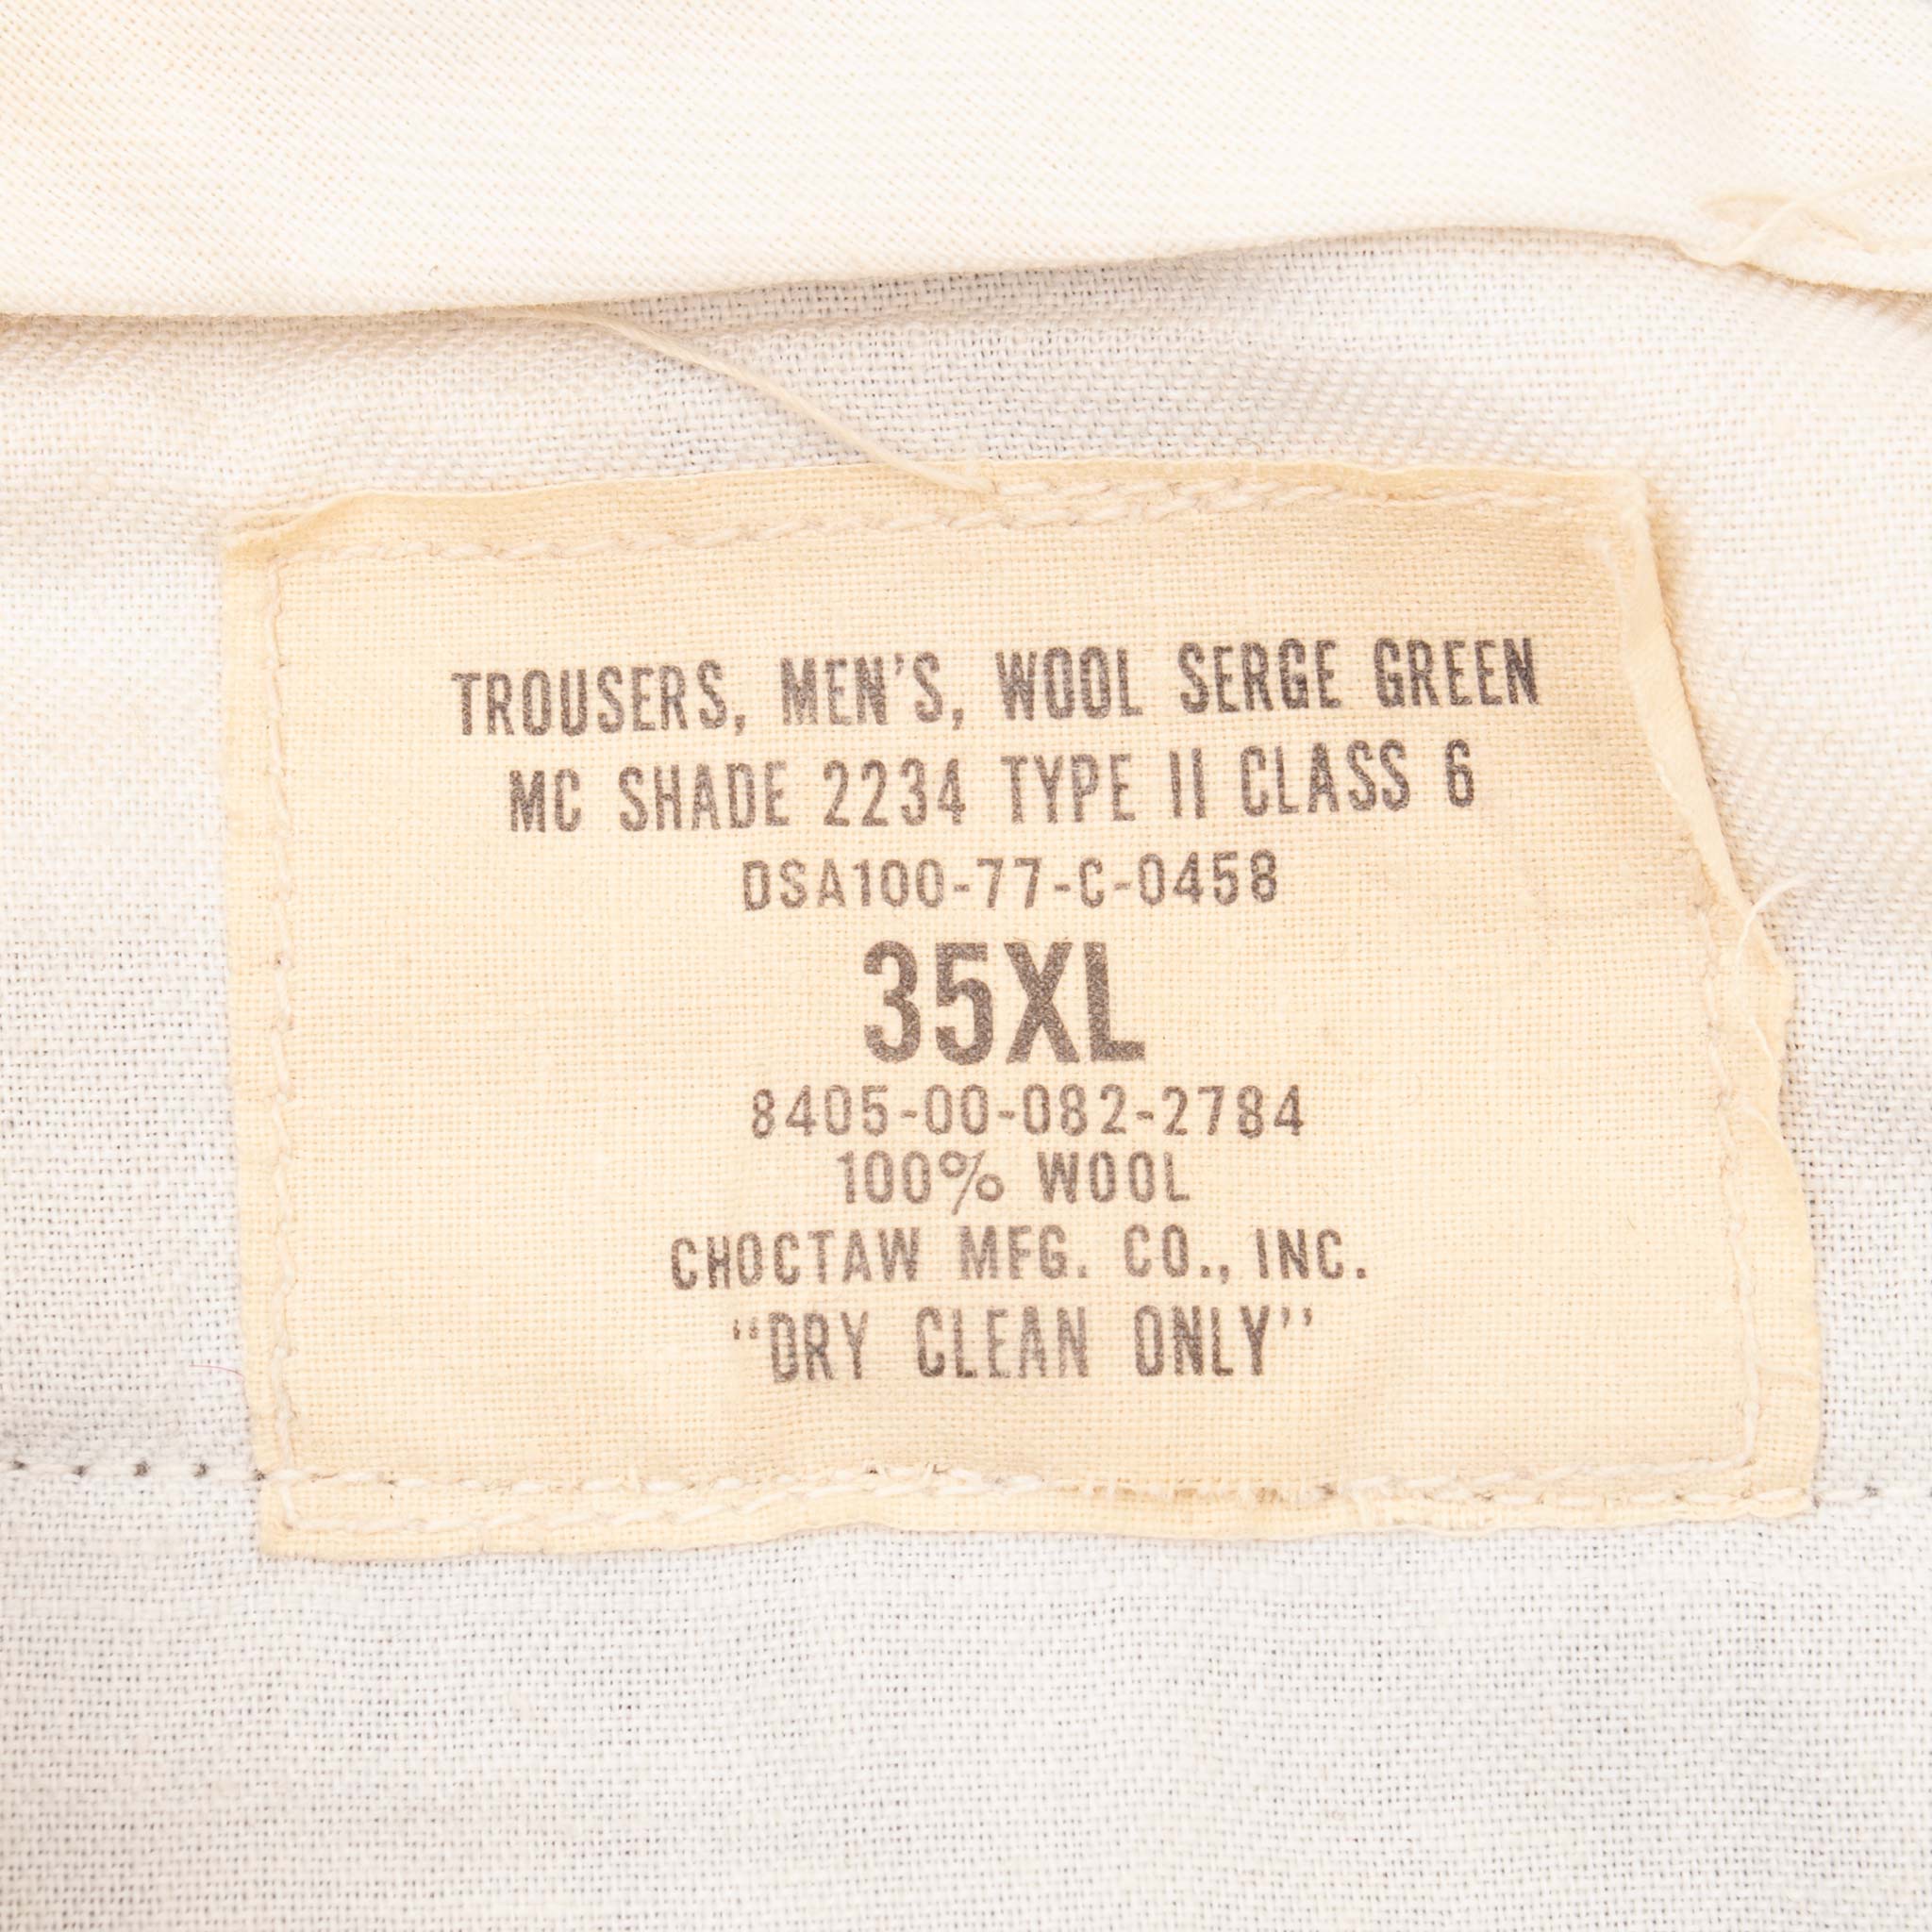 TROUSERS, MEN'S, WOOL SERGE GREEN
MC SHADE 2234 TYPE II CLASS 6
DSA100-77-C-0458
35XL
8405-00-082-2784
100% WOOL
CHOCTAW MFG. CO., INC.
“DRY CLEAN ONLY”